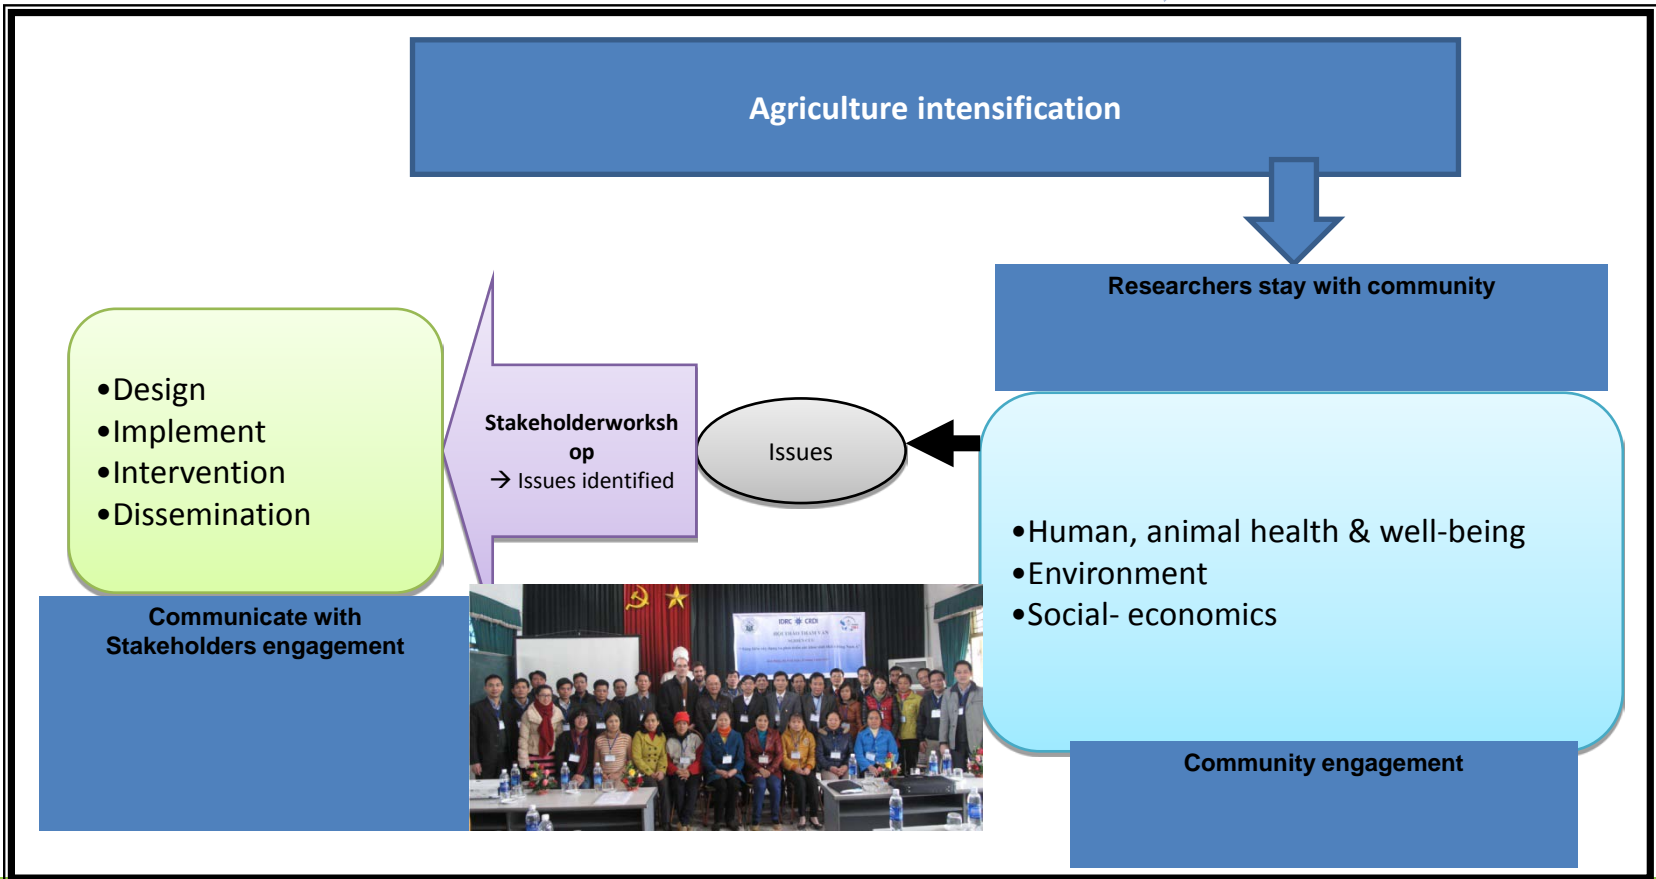 Agriculture intensification
Researchers stay with community
•Design
•Implement
•Intervention
•Dissemination
Stakeholderworksh
op
→ Issues identified
Issues
•Human, animal health & well-being
•Environment
•Social- economics
Communicate with
Stakeholders engagement
IDRC CRDI
Community engagement